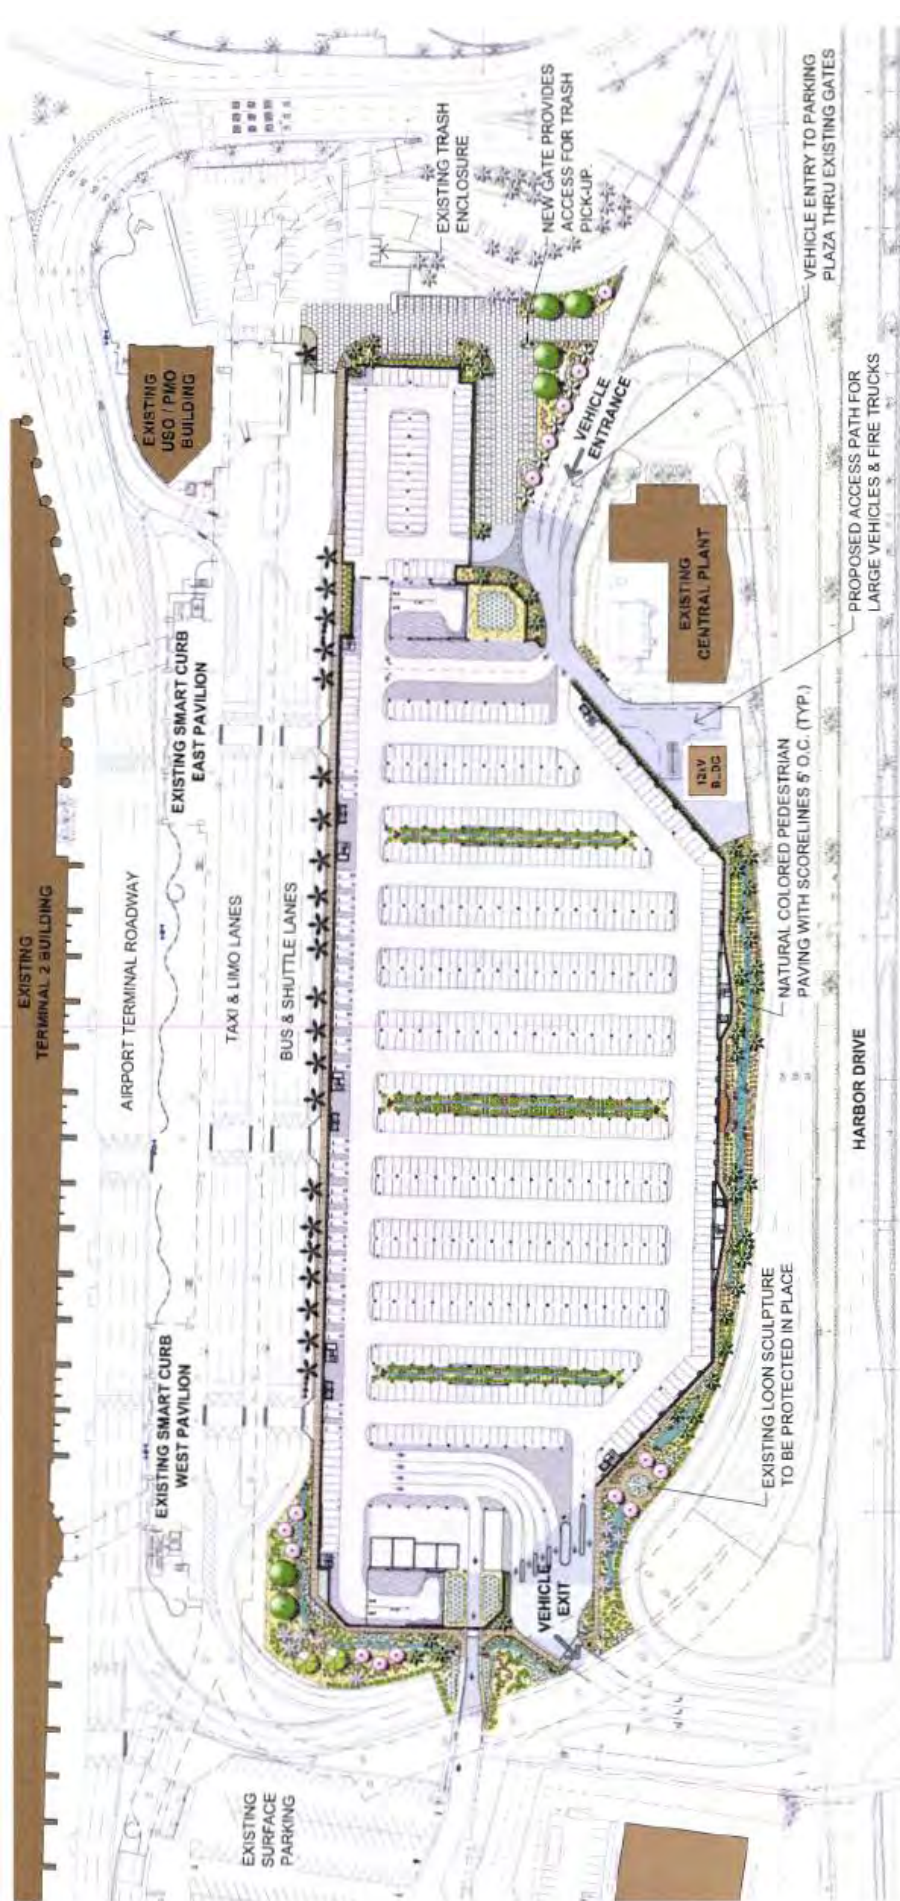 EXISTING
TERMINAL 2 BUILDING
EXISTING
USO / PMO
BUILDING
EXISTING SMART CURB
EAST PAVILION
EXISTING SMART CURB
WEST PAVILION
AIRPORT TERMINAL ROADWAY
TAXI & LIMO LANES
BUS & SHUTTLE LANES
EXISTING
SURFACE
PARKING
EXISTING TRASH
ENCLOSURE
NEW GATE PROVIDES
ACCESS FOR TRASH
PICK-UP.
VEHICLE
ENTRANCE
VEHICLE ENTRY TO PARKING
PLAZA THRU EXISTING GATES
PROPOSED ACCESS PATH FOR
LARGE VEHICLES & FIRE TRUCKS
EXISTING
CENTRAL PLANT
12kV
BLDG
NATURAL COLORED PEDESTRIAN
PAVING WITH SCORELINES 5' O.C. (TYP.)
HARBOR DRIVE
EXISTING LOON SCULPTURE
TO BE PROTECTED IN PLACE
VEHICLE
EXIT